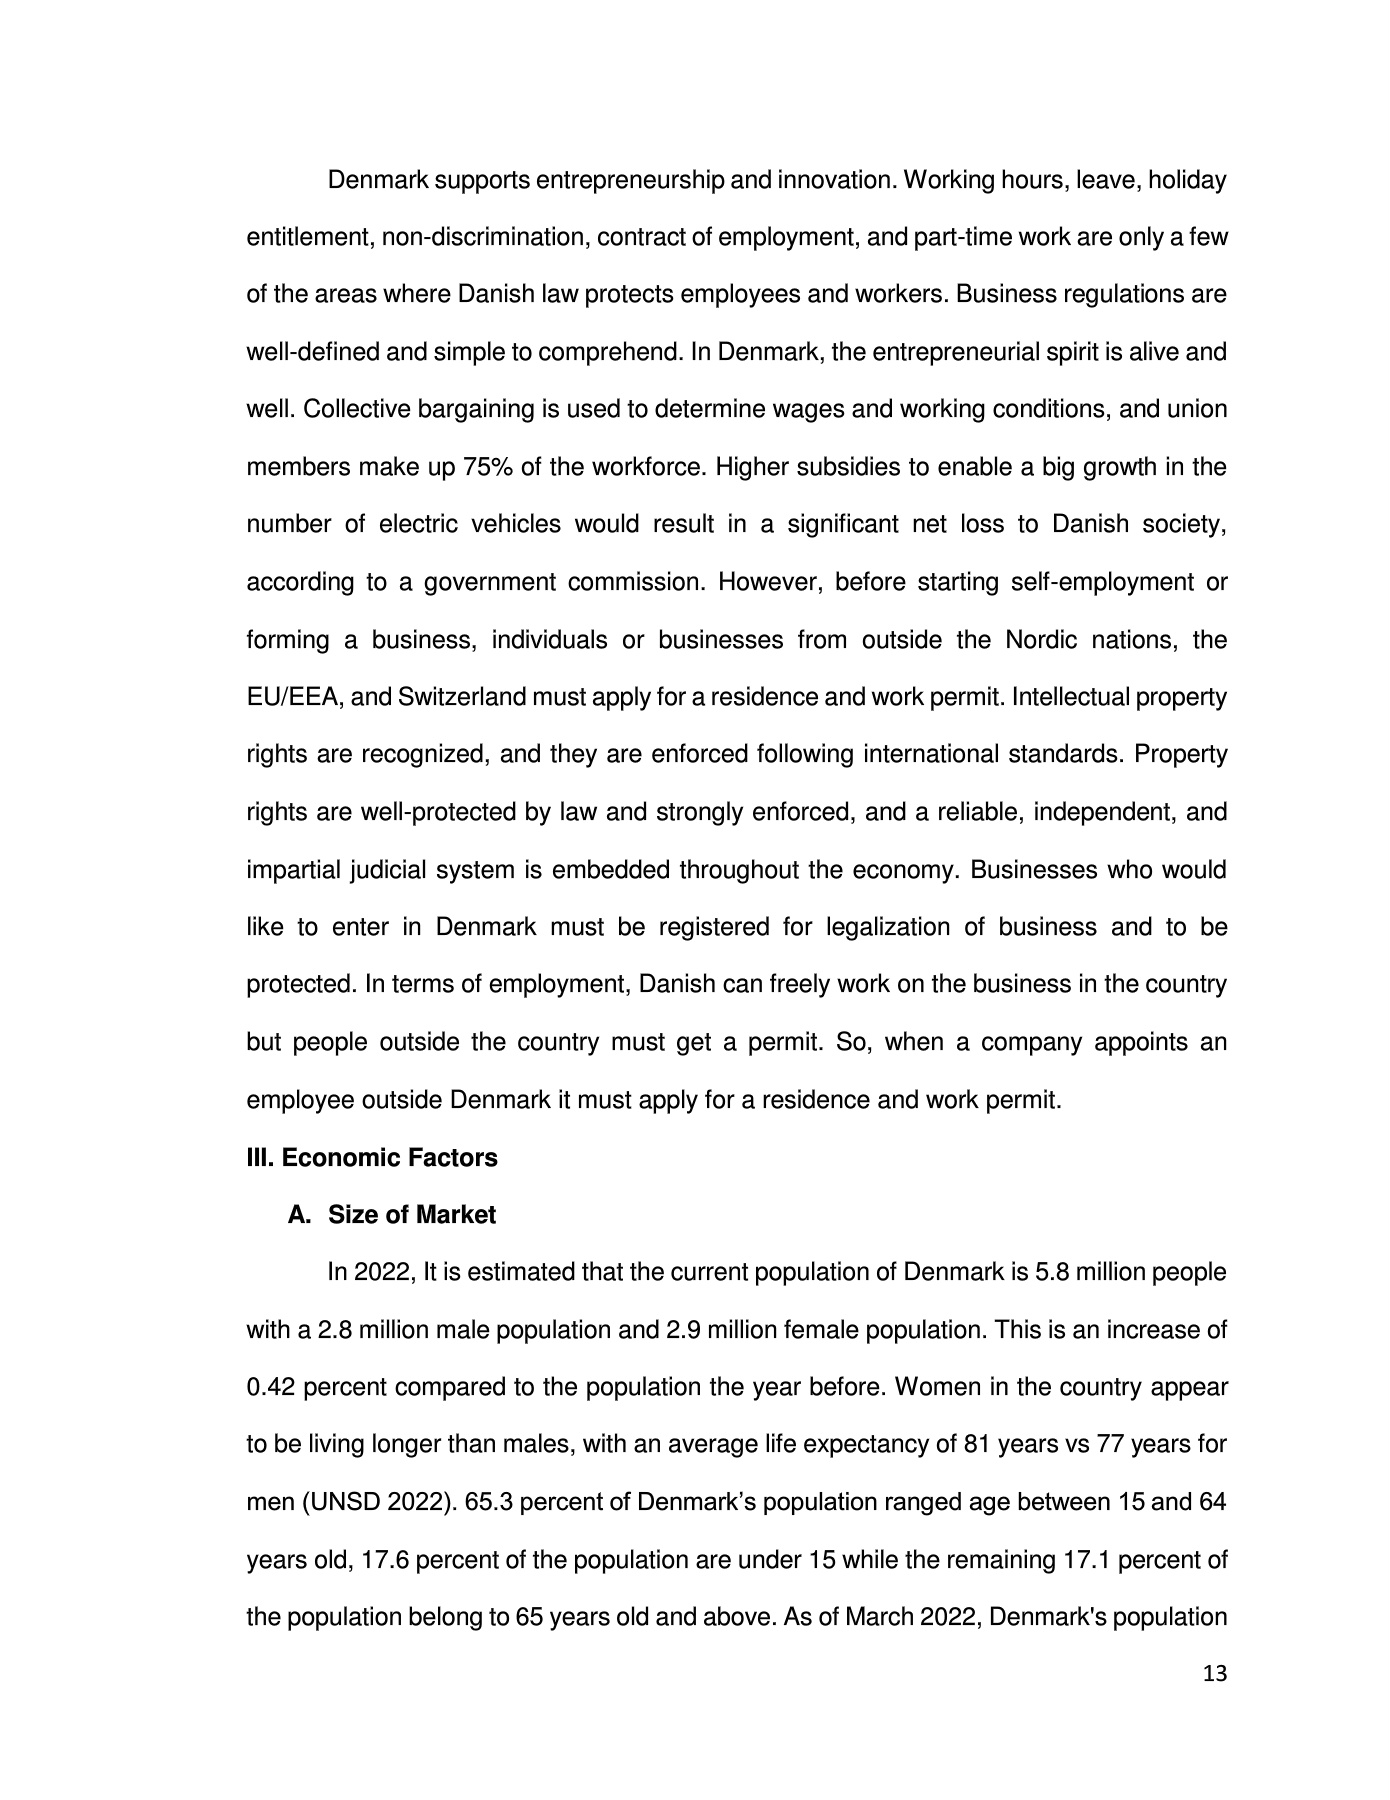 Denmark supports entrepreneurship and innovation. Working hours, leave, holiday
entitlement, non-discrimination, contract of employment, and part-time work are only a few
of the areas where Danish law protects employees and workers. Business regulations are
well-defined and simple to comprehend. In Denmark, the entrepreneurial spirit is alive and
well. Collective bargaining is used to determine wages and working conditions, and union
members make up 75% of the workforce. Higher subsidies to enable a big growth in the
number of electric vehicles would result in a significant net loss to Danish society,
according to a government commission. However, before starting self-employment or
forming a business, individuals or businesses from outside the Nordic nations, the
EU/EEA, and Switzerland must apply for a residence and work permit. Intellectual property
rights are recognized, and they are enforced following international standards. Property
rights are well-protected by law and strongly enforced, and a reliable, independent, and
impartial judicial system is embedded throughout the economy. Businesses who would
like to enter in Denmark must be registered for legalization of business and to be
protected. In terms of employment, Danish can freely work on the business in the country
but people outside the country must get a permit. So, when a company appoints an
employee outside Denmark it must apply for a residence and work permit.
III. Economic Factors
A. Size of Market
In 2022, It is estimated that the current population of Denmark is 5.8 million people
with a 2.8 million male population and 2.9 million female population. This is an increase of
0.42 percent compared to the population the year before. Women in the country appear
to be living longer than males, with an average life expectancy of 81 years vs 77 years for
men (UNSD 2022). 65.3 percent of Denmark’s population ranged age between 15 and 64
years old, 17.6 percent of the population are under 15 while the remaining 17.1 percent of
the population belong to 65 years old and above. As of March 2022, Denmark's population
13